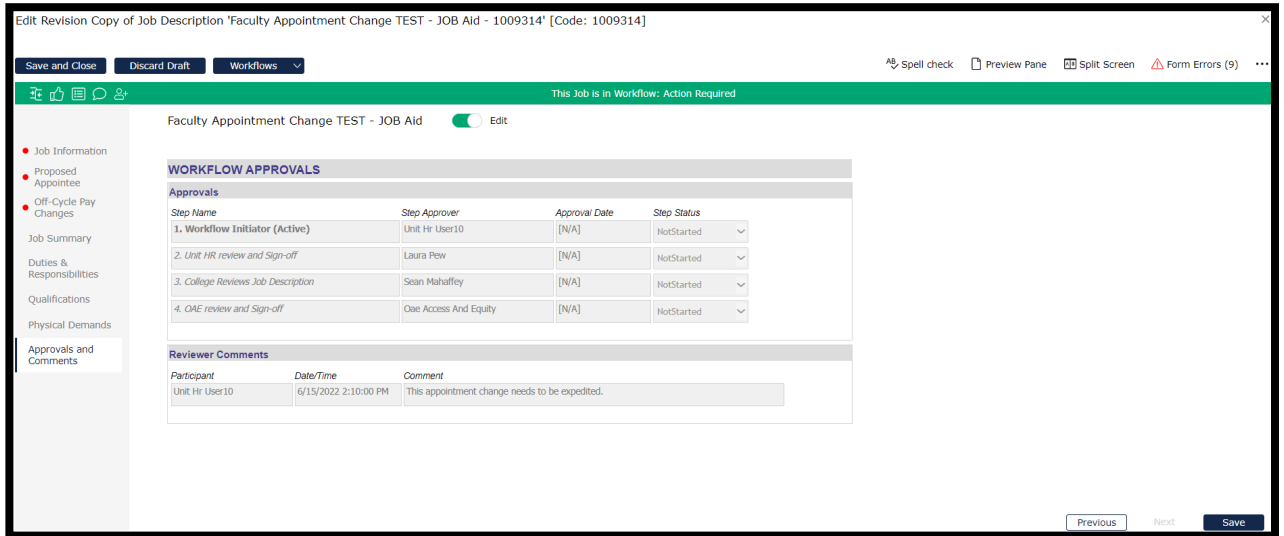 Edit Revision Copy of Job Description 'Faculty Appointment Change TEST - JOB Aid - 1009314' [Code: 1009314]
Save and Close Discard Draft Workflows Spell check Preview Pane Split Screen Form Errors (9)
This Job is in Workflow: Action Required
Faculty Appointment Change TEST - JOB Aid Edit
Job Information
Proposed
Appointee
Off-Cycle Pay
Changes
Job Summary
Duties &
Responsibilities
Qualifications
Physical Demands
Approvals and
Comments
WORKFLOW APPROVALS
Approvals
Step Name Step Approver Approval Date Step Status
1. Workflow Initiator (Active) Unit Hr User10 [N/A] NotStarted
2. Unit HR review and Sign-off Laura Pew [N/A] NotStarted
3. College Reviews Job Description Sean Mahaffey [N/A] NotStarted
4. OAE review and Sign-off Oae Access And Equity [N/A] NotStarted
Reviewer Comments
Participant Date/Time Comment
Unit Hr User10 6/15/2022 2:10:00 PM This appointment change needs to be expedited.
Previous Next Save